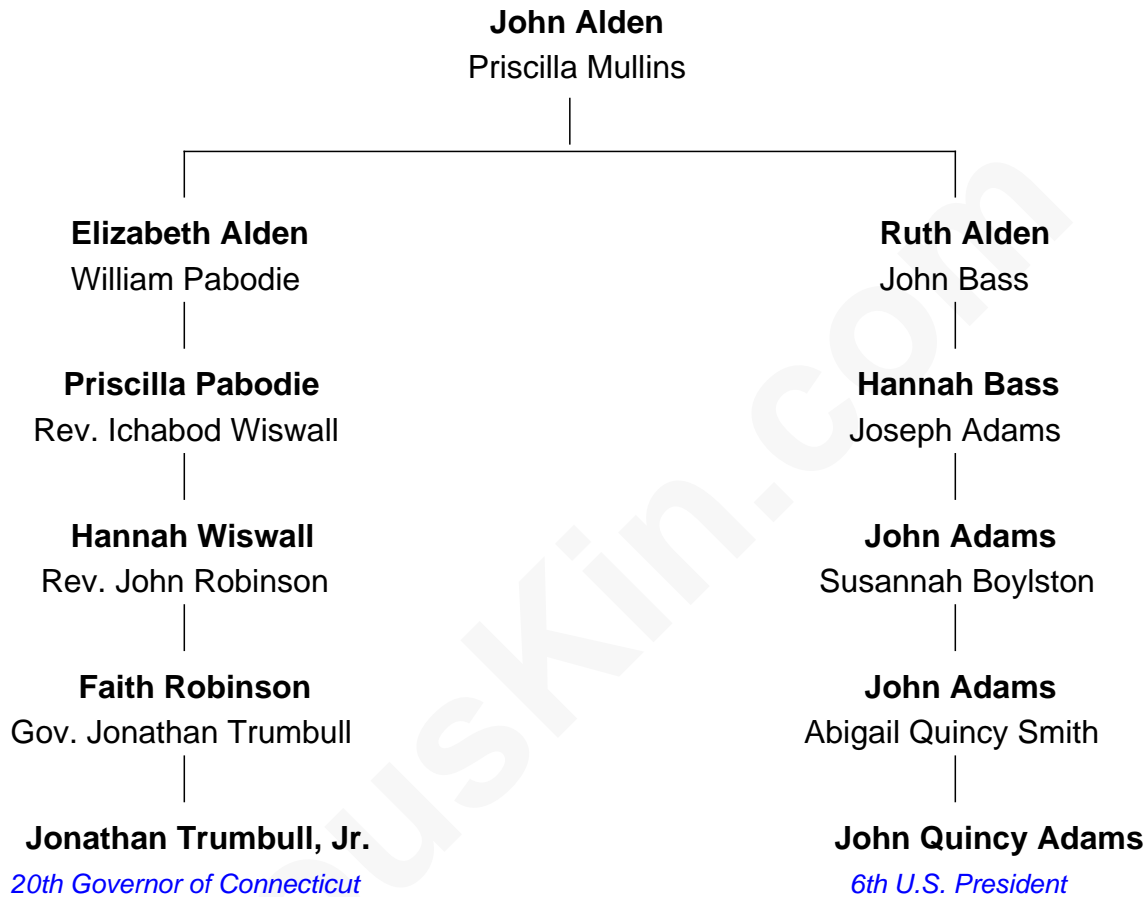 John Alden
Priscilla Mullins
Elizabeth Alden
William Pabodie
Ruth Alden
John Bass
Priscilla Pabodie
Rev. Ichabod Wiswall
Hannah Bass
Joseph Adams
Hannah Wiswall
Rev. John Robinson
John Adams
Susannah Boylston
Faith Robinson
Gov. Jonathan Trumbull
John Adams
Abigail Quincy Smith
Jonathan Trumbull, Jr.
20th Governor of Connecticut
John Quincy Adams
6th U.S. President
ousKin.com